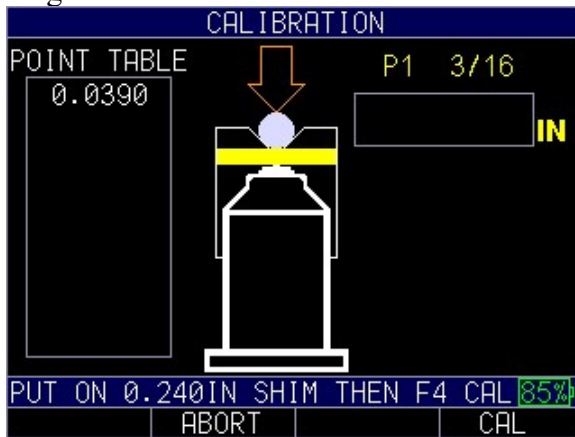 CALIBRATION
POINT TABLE
P1 3/16
0.0390
IN
PUT ON 0.240IN SHIM THEN F4 CAL 85%
ABORT CAL